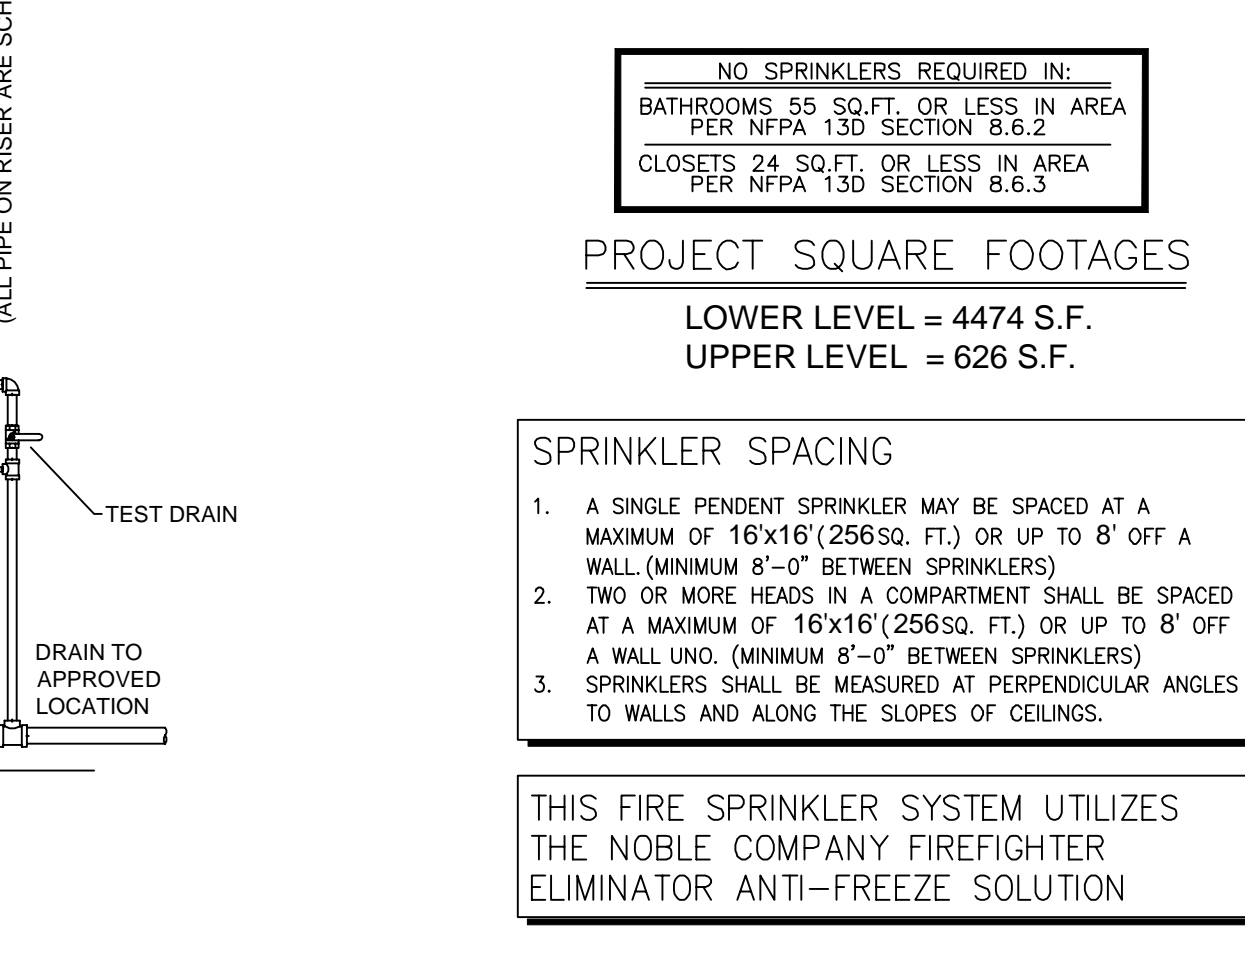 (ALL PIPE ON RISER ARE SCH
TEST DRAIN
DRAIN TO
APPROVED
LOCATION
NO SPRINKLERS REQUIRED IN:
BATHROOMS 55 SQ.FT. OR LESS IN AREA
PER NFPA 13D SECTION 8.6.2
CLOSETS 24 SQ.FT. OR LESS IN AREA
PER NFPA 13D SECTION 8.6.3
PROJECT SQUARE FOOTAGES
LOWER LEVEL = 4474 S.F.
UPPER LEVEL = 626 S.F.
SPRINKLER SPACING
1. A SINGLE PENDENT SPRINKLER MAY BE SPACED AT A
MAXIMUM OF 16'x16'(256SQ. FT.) OR UP TO 8' OFF A
WALL.(MINIMUM 8'-0" BETWEEN SPRINKLERS)
2. TWO OR MORE HEADS IN A COMPARTMENT SHALL BE SPACED
AT A MAXIMUM OF 16'x16'(256SQ. FT.) OR UP TO 8' OFF
A WALL UNO. (MINIMUM 8'-0" BETWEEN SPRINKLERS)
3. SPRINKLERS SHALL BE MEASURED AT PERPENDICULAR ANGLES
TO WALLS AND ALONG THE SLOPES OF CEILINGS.
THIS FIRE SPRINKLER SYSTEM UTILIZES
THE NOBLE COMPANY FIREFIGHTER
ELIMINATOR ANTI-FREEZE SOLUTION